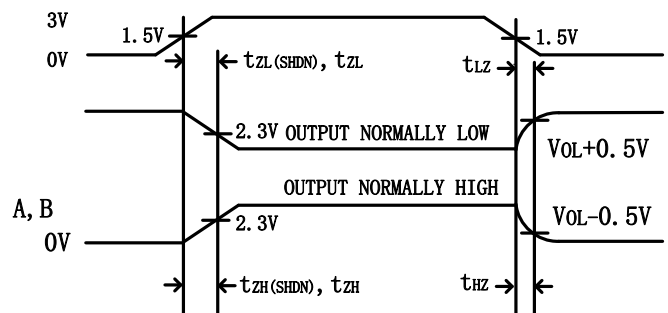 3V
1.5V
1.5V
0V
tZL(SHDN), tZL
tLZ
2.3V
OUTPUT NORMALLY LOW
VOL+0.5V
OUTPUT NORMALLY HIGH
A, B
2.3V
VOL-0.5V
0V
tZH(SHDN), tZH
tHZ